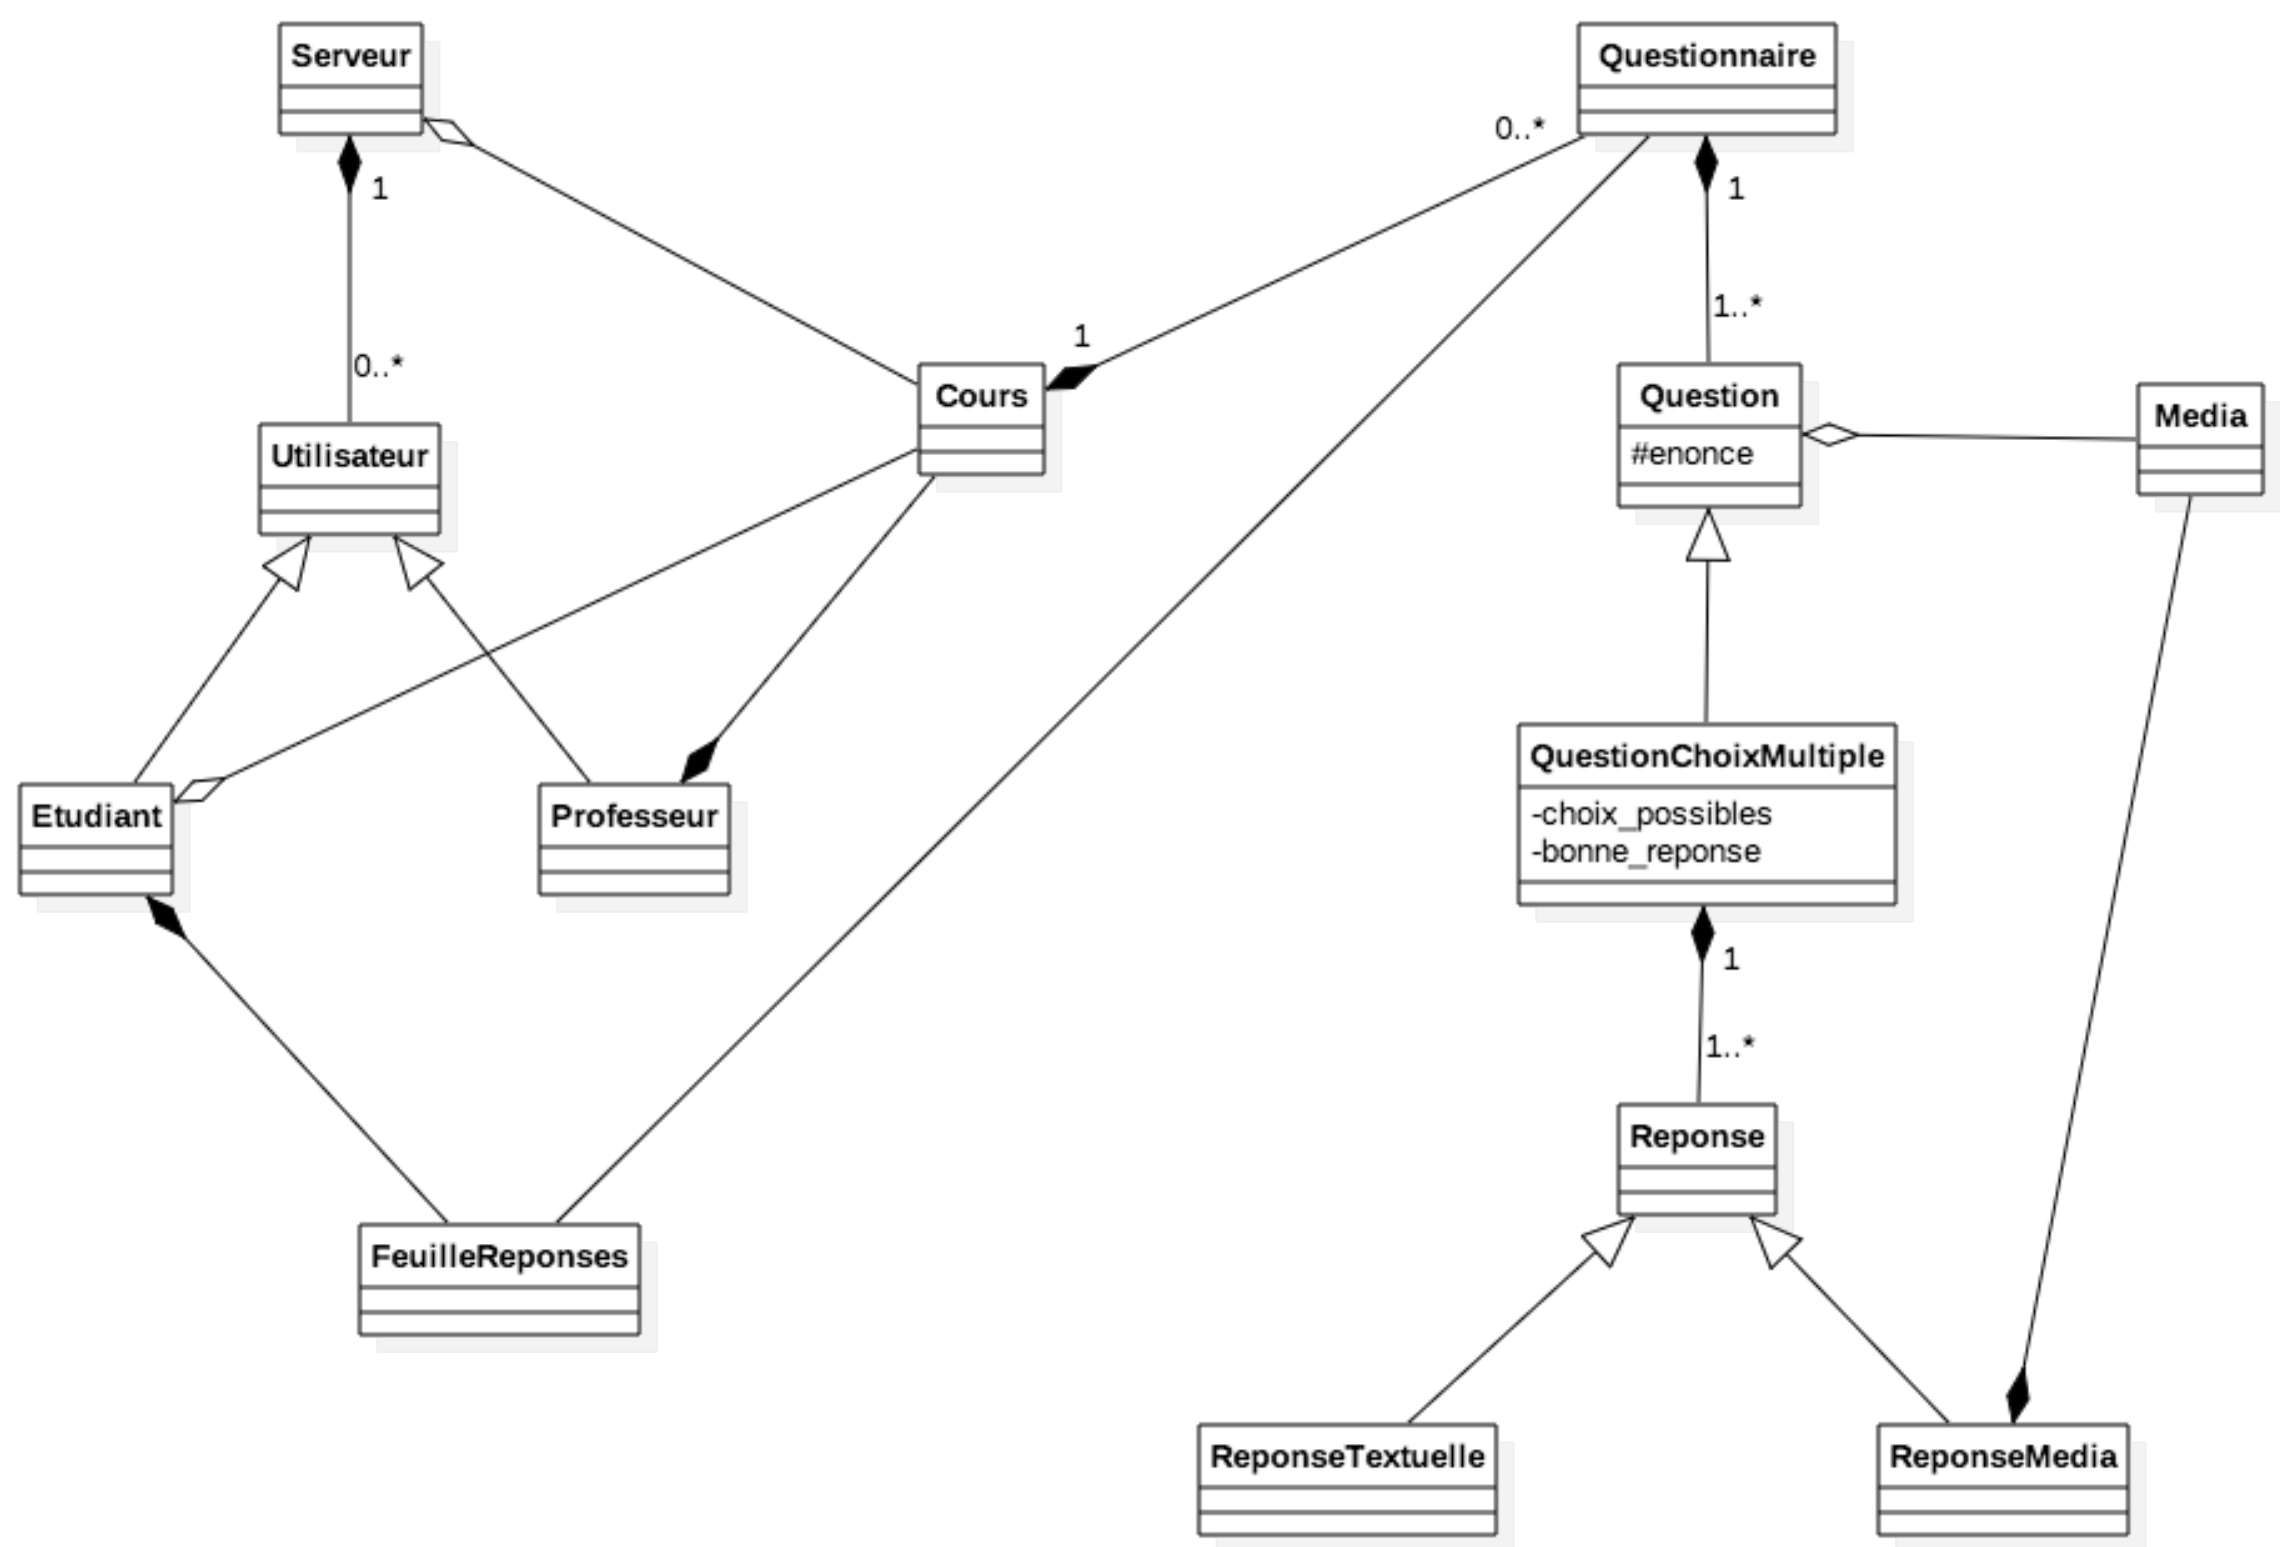 Serveur
Questionnaire
0..*
1
1
1..*
0..*
1
Cours
Question
#enonce
Media
Utilisateur
QuestionChoixMultiple
-choix_possibles
-bonne_reponse
Etudiant
Professeur
1
1..*
Reponse
FeuilleReponses
ReponseTextuelle
ReponseMedia